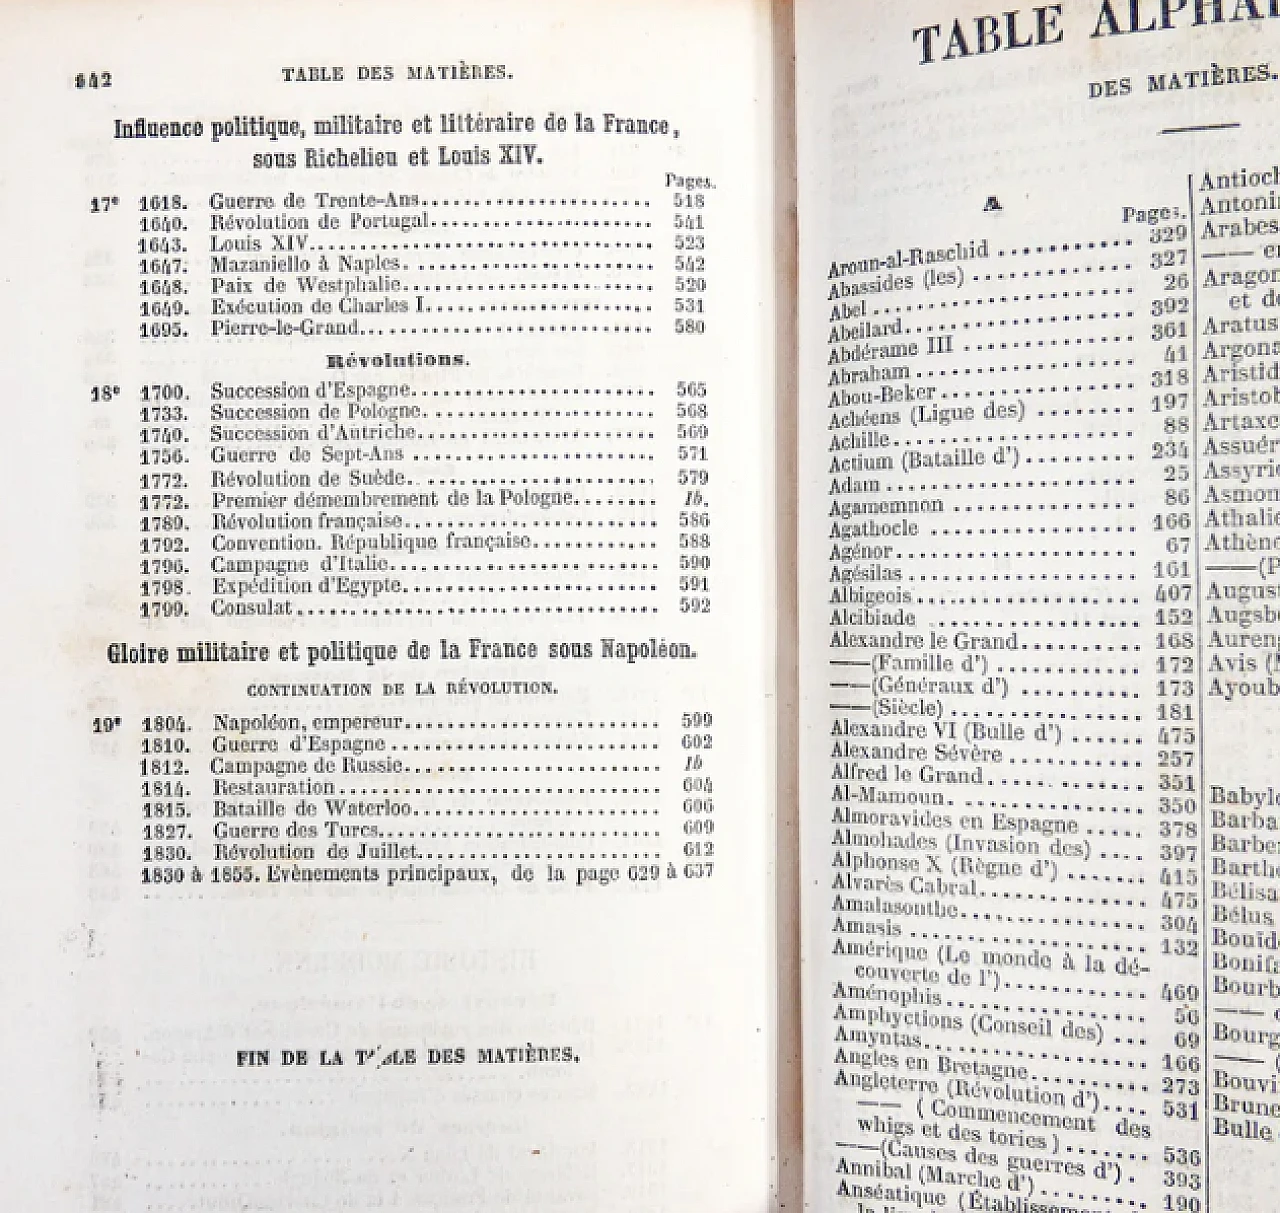 642
TABLE DES MATIÈRES.
Influence politique, militaire et littéraire de la France,
sous Richelieu et Louis XIV.
Pages.
17e 1618. Guerre de Trente-Ans........................ 518
1640. Révolution de Portugal........................ 541
1643. Louis XIV........................ 523
1647. Mazaniello à Naples........................ 542
1648. Paix de Westphalie........................ 520
1649. Exécution de Charles I........................ 531
1695. Pierre-le-Grand........................ 580
Révolutions.
18e 1700. Succession d'Espagne........................ 565
1733. Succession de Pologne........................ 568
1740. Succession d'Autriche........................ 569
1756. Guerre de Sept-Ans ........................ 571
1772. Révolution de Suède........................ 579
1772. Premier démembrement de la Pologne........ Ib.
1789. Révolution française........................ 586
1792. Convention. République française............ 588
1796. Campagne d'Italie........................ 590
1798. Expédition d'Egypte........................ 591
1799. Consulat........................ 592
Gloire militaire et politique de la France sous Napoléon.
CONTINUATION DE LA RÉVOLUTION.
19e 1804. Napoléon, empereur........................ 599
1810. Guerre d'Espagne ........................ 602
1812. Campagne de Russie........................ Ib
1814. Restauration........................ 604
1815. Bataille de Waterloo........................ 606
1827. Guerre des Turcs........................ 609
1830. Révolution de Juillet........................ 612
1830 à 1855. Evènements principaux, de la page 629 à 637
FIN DE LA TABLE DES MATIÈRES.
TABLE ALPHA
DES MATIÈRES.
A
Pages.
Aroun-al-Raschid ........... 329
Abassides (les) ............. 327
Abel ............. 26
Abeilard............. 392
Abdérame III ............. 361
Abraham ............. 41
Abou-Beker ............. 318
Achéens (Ligue des) ........ 197
Achille............. 88
Actium (Bataille d')......... 234
Adam ............. 25
Agamemnon ............. 86
Agathocle ............. 166
Agénor............. 67
Agésilas ............. 161
Albigeois............. 407
Alcibiade ............. 152
Alexandre le Grand.......... 168
——(Famille d') ............ 172
——(Généraux d') .......... 173
——(Siècle) ............. 181
Alexandre VI (Bulle d') ...... 475
Alexandre Sévère ........... 257
Alfred le Grand............. 351
Al-Mamoun. ............. 350
Almoravides en Espagne ..... 378
Almohades (Invasion des) .... 397
Alphonse X (Règne d') ...... 415
Alvarès Cabral............. 475
Amalasonthe............. 304
Amasis ............. 132
Amérique (Le monde à la dé-
couverte de l')............. 469
Aménophis ............. 56
Amphyctions (Conseil des) ... 69
Amyntas............. 166
Angles en Bretagne.......... 273
Angleterre (Révolution d').... 531
—— (Commencement des
whigs et des tories) ....... 536
——(Causes des guerres d'). 393
Annibal (Marche d') ......... 190
Anséatique (Établissem
Antioch
Antonin
Arabes
—— e
Aragon
et d
Aratus
Argona
Aristid
Aristob
Artaxe
Assuér
Assyri
Asmon
Athalie
Athèn
——(P
August
Augsb
Auren
Avis (
Ayoub
Babyl
Barba
Barbe
Barth
Bélisa
Bélus
Bouid
Bonif
Bourb
——
Bourg
—— (
Bouvi
Brune
Bulle